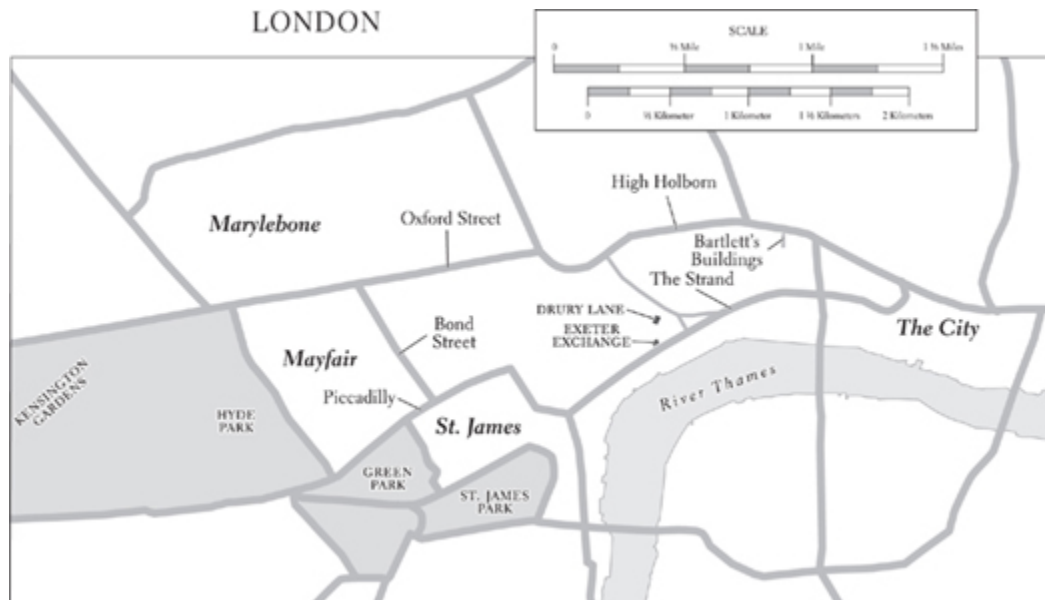 LONDON
SCALE
0
½ Mile
1 Mile
1 ½ Miles
0
½ Kilometer
1 Kilometer
1 ½ Kilometers
2 Kilometers
High Holborn
Marylebone
Oxford Street
Bartlett's
Buildings
The Strand
DRURY LANE
EXETER
EXCHANGE
The City
Bond
Street
Mayfair
River Thames
KENSINGTON
GARDENS
Piccadilly
HYDE
PARK
St. James
GREEN
PARK
ST. JAMES
PARK